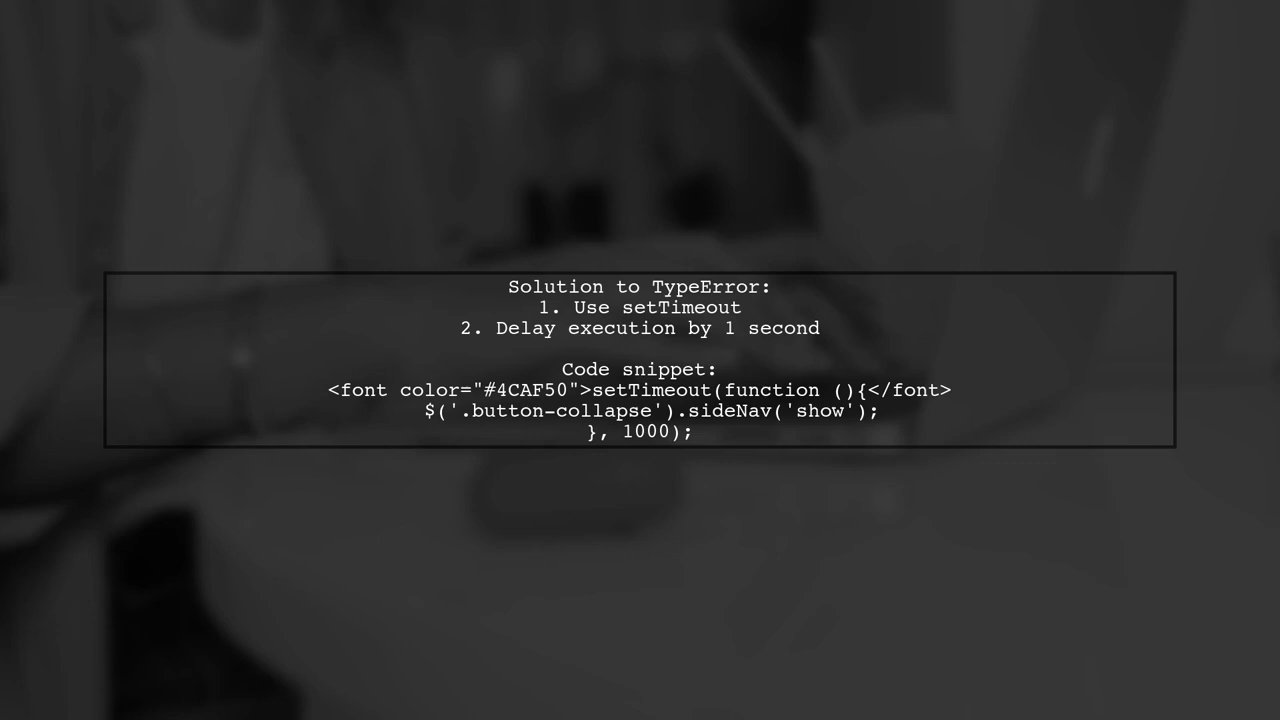 Solution to TypeError:
1. Use setTimeout
2. Delay execution by 1 second
Code snippet:
<font color="#4CAF50">setTimeout(function (){</font>
$('.button-collapse').sideNav('show');
}, 1000);